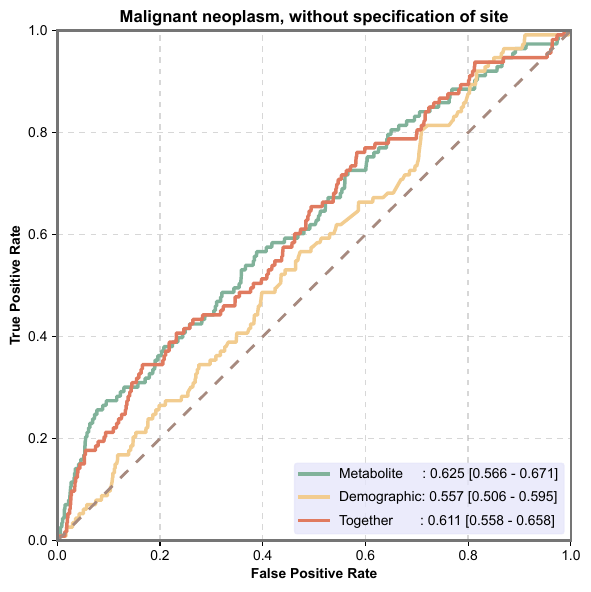 Malignant neoplasm, without specification of site
True Positive Rate
1.0
0.8
0.6
0.4
0.2
0.0
Metabolite : 0.625 [0.566 - 0.671]
Demographic: 0.557 [0.506 - 0.595]
Together : 0.611 [0.558 - 0.658]
0.0 0.2 0.4 0.6 0.8 1.0
False Positive Rate